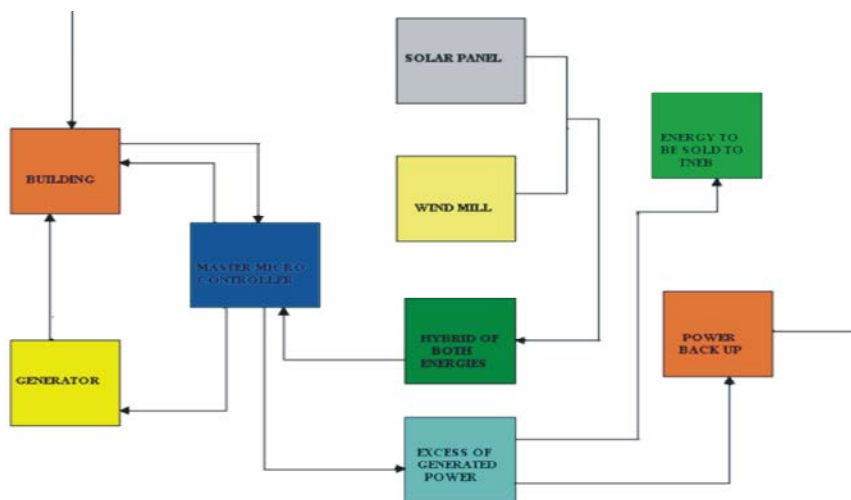 SOLAR PANEL
ENERGY TO
BE SOLD TO
TNEB
BUILDING
WIND MILL
MASTER MICRO
CONTROLLER
HYBRID OF
BOTH
ENERGIES
POWER
BACK UP
GENERATOR
EXCESS OF
GENERATED
POWER